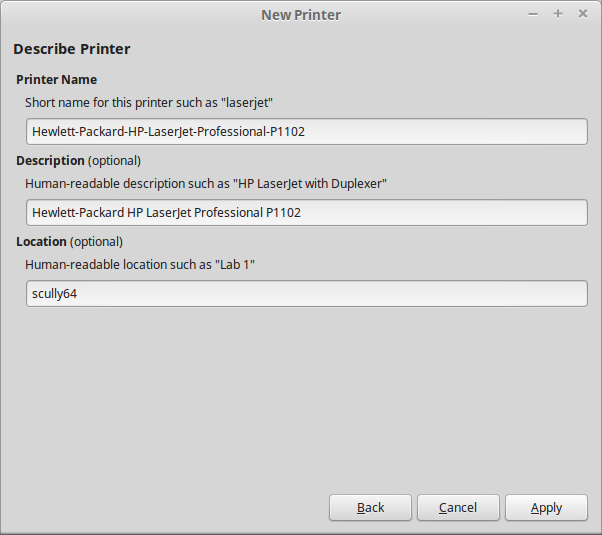 New Printer
Describe Printer
Printer Name
Short name for this printer such as "laserjet"
Hewlett-Packard-HP-LaserJet-Professional-P1102
Description (optional)
Human-readable description such as "HP LaserJet with Duplexer"
Hewlett-Packard HP LaserJet Professional P1102
Location (optional)
Human-readable location such as "Lab 1"
scully64
Back Cancel Apply